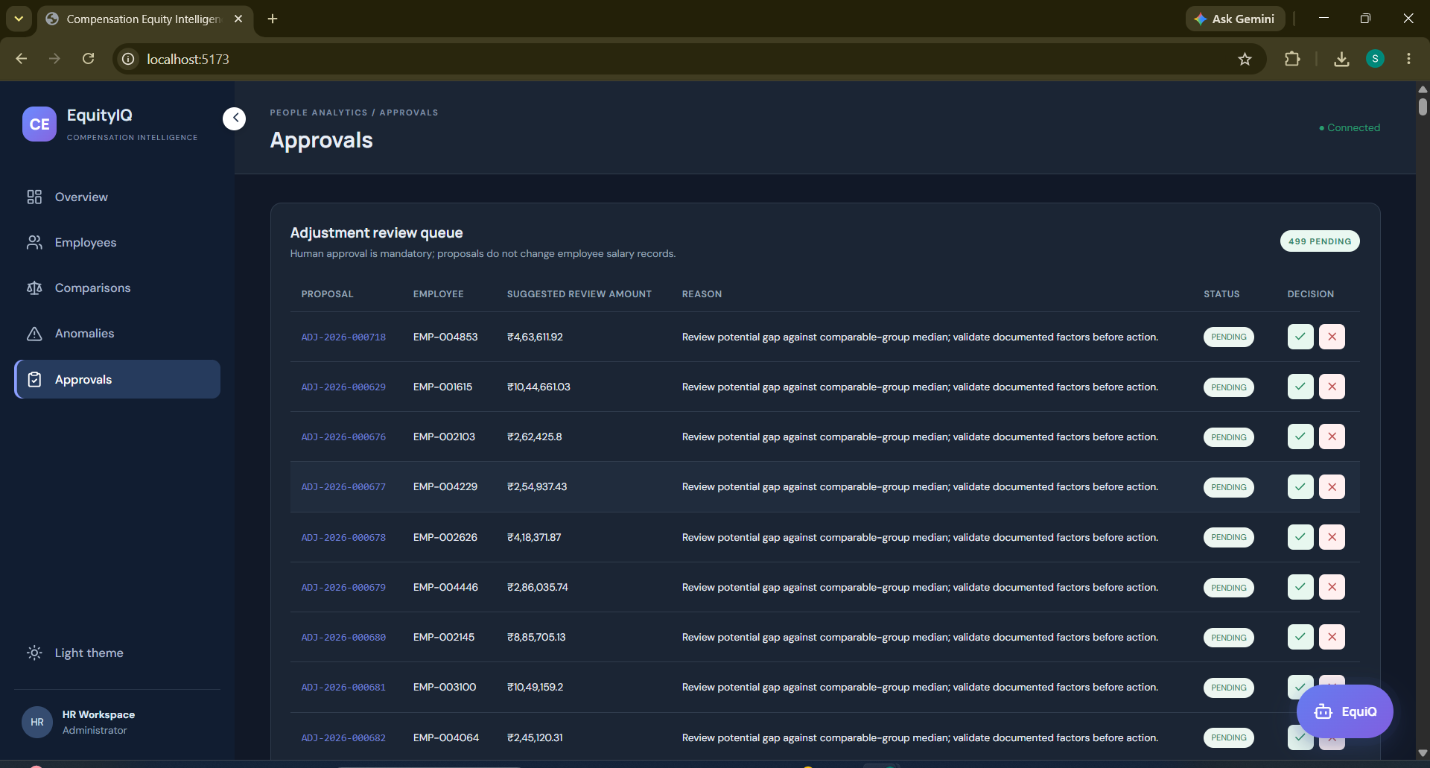 Compensation Equity Intelligen
Ask Gemini
localhost:5173
S
CE
EquityIQ
COMPENSATION INTELLIGENCE
Overview
Employees
Comparisons
Anomalies
Approvals
Light theme
HR
HR Workspace
Administrator
PEOPLE ANALYTICS / APPROVALS
Approvals
Connected
Adjustment review queue
Human approval is mandatory; proposals do not change employee salary records.
499 PENDING
PROPOSAL EMPLOYEE SUGGESTED REVIEW AMOUNT REASON STATUS DECISION
ADJ-2026-000718 EMP-004853 ₹4,63,611.92 Review potential gap against comparable-group median; validate documented factors before action. PENDING
ADJ-2026-000629 EMP-001615 ₹10,44,661.03 Review potential gap against comparable-group median; validate documented factors before action. PENDING
ADJ-2026-000676 EMP-002103 ₹2,62,425.8 Review potential gap against comparable-group median; validate documented factors before action. PENDING
ADJ-2026-000677 EMP-004229 ₹2,54,937.43 Review potential gap against comparable-group median; validate documented factors before action. PENDING
ADJ-2026-000678 EMP-002626 ₹4,18,371.87 Review potential gap against comparable-group median; validate documented factors before action. PENDING
ADJ-2026-000679 EMP-004446 ₹2,86,035.74 Review potential gap against comparable-group median; validate documented factors before action. PENDING
ADJ-2026-000680 EMP-002145 ₹8,85,705.13 Review potential gap against comparable-group median; validate documented factors before action. PENDING
ADJ-2026-000681 EMP-003100 ₹10,49,159.2 Review potential gap against comparable-group median; validate documented factors before action. PENDING
ADJ-2026-000682 EMP-004064 ₹2,45,120.31 Review potential gap against comparable-group median; validate documented factors before action. PENDING
EquiQ